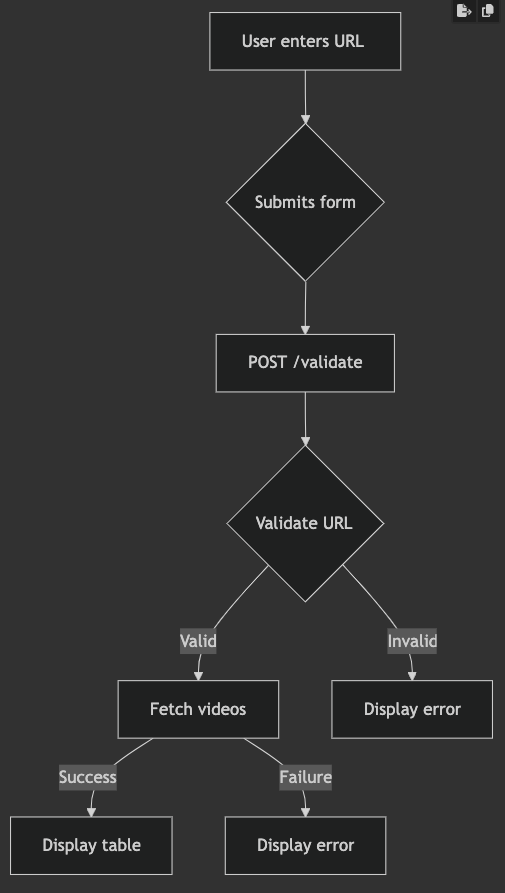 User enters URL
Submits form
POST /validate
Validate URL
Valid
Invalid
Fetch videos
Display error
Success
Failure
Display table
Display error